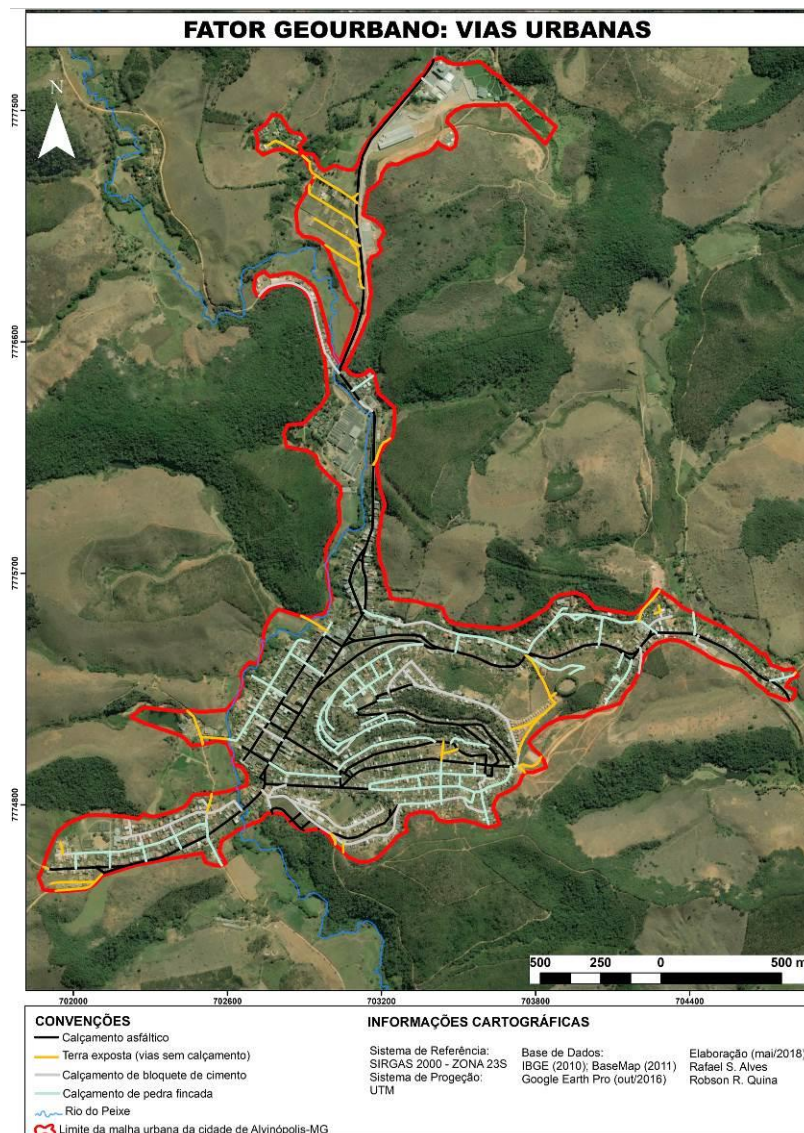 FATOR GEOURBANO: VIAS URBANAS
N
7777500
7776600
7775700
7774800
500 250 0 500 m
702000 702600 703200 703800 704400
CONVENÇÕES
Calçamento asfáltico
Terra exposta (vias sem calçamento)
Calçamento de bloquete de cimento
Calçamento de pedra fincada
Rio do Peixe
Limite da malha urbana da cidade de Alvinópolis-MG
INFORMAÇÕES CARTOGRÁFICAS
Sistema de Referência:
SIRGAS 2000 - ZONA 23S
Sistema de Progeção:
UTM
Base de Dados:
IBGE (2010); BaseMap (2011)
Google Earth Pro (out/2016)
Elaboração (mai/2018)
Rafael S. Alves
Robson R. Quina